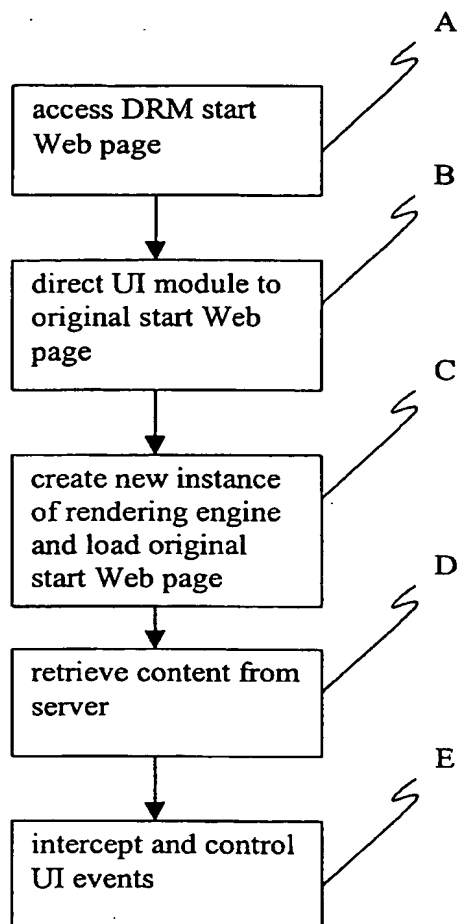 A
access DRM start
Web page
B
direct UI module to
original start Web
page
C
create new instance
of rendering engine
and load original
start Web page
D
retrieve content from
server
E
intercept and control
UI events